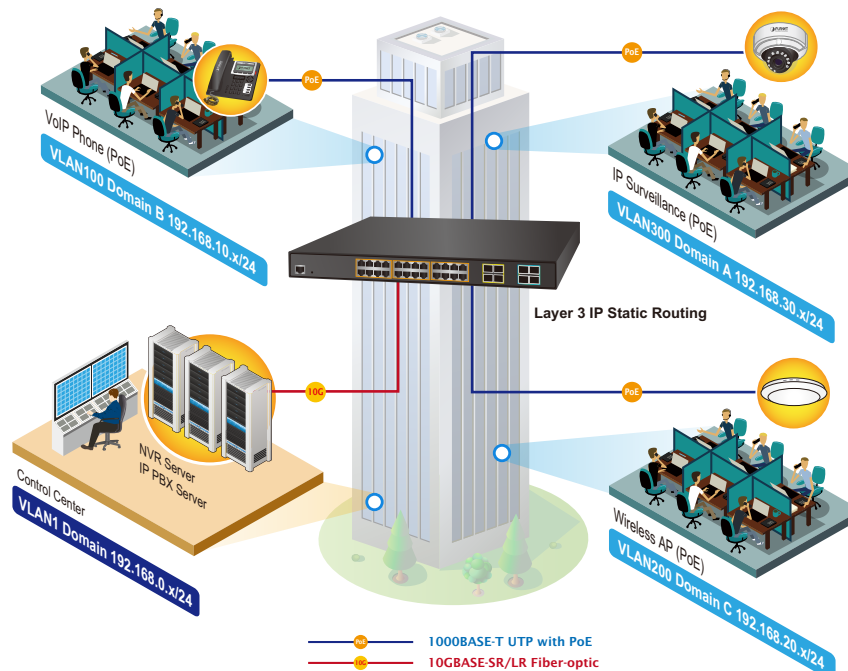 PoE
PoE
VoIP Phone (PoE)
VLAN100 Domain B 192.168.10.x/24
IP Surveillance (PoE)
VLAN300 Domain A 192.168.30.x/24
Layer 3 IP Static Routing
10G
PoE
NVR Server
IP PBX Server
Control Center
VLAN1 Domain 192.168.0.x/24
Wireless AP (PoE)
VLAN200 Domain C 192.168.20.x/24
PoE 1000BASE-T UTP with PoE
10G 10GBASE-SR/LR Fiber-optic